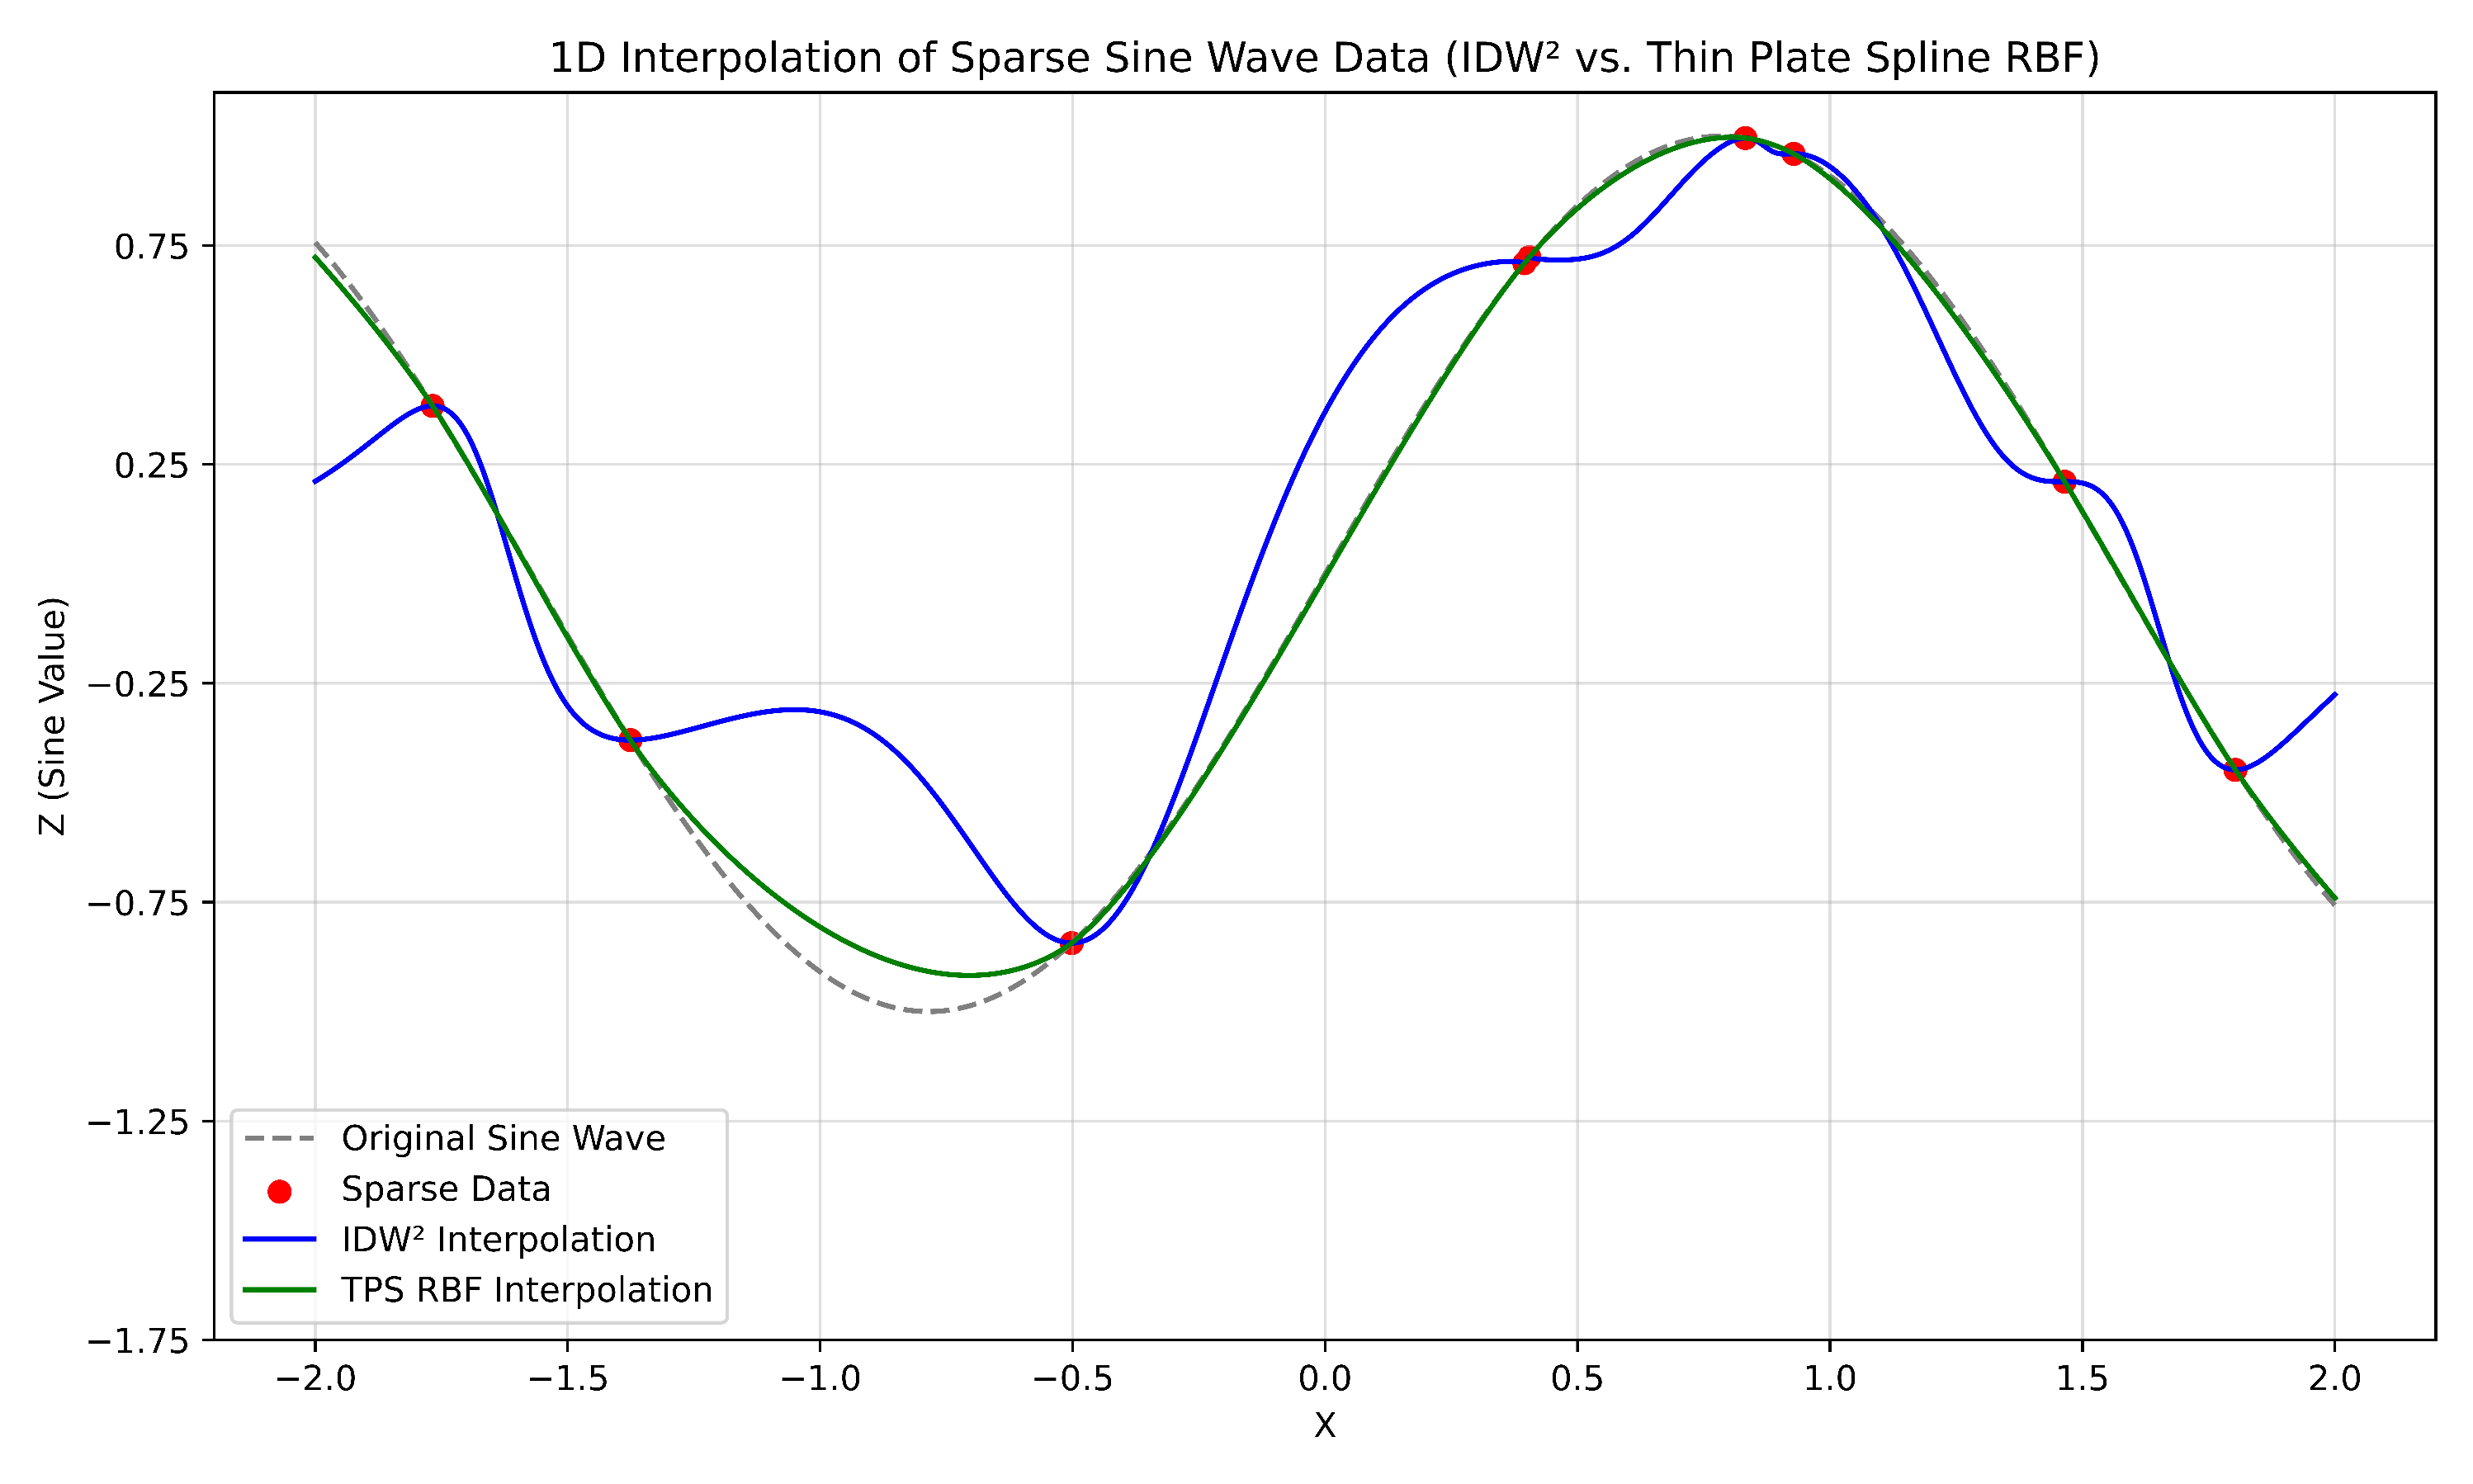 1D Interpolation of Sparse Sine Wave Data (IDW² vs. Thin Plate Spline RBF)
Z (Sine Value)
0.75
0.25
−0.25
−0.75
−1.25
−1.75
Original Sine Wave
Sparse Data
IDW² Interpolation
TPS RBF Interpolation
−2.0 −1.5 −1.0 −0.5 0.0 0.5 1.0 1.5 2.0
X